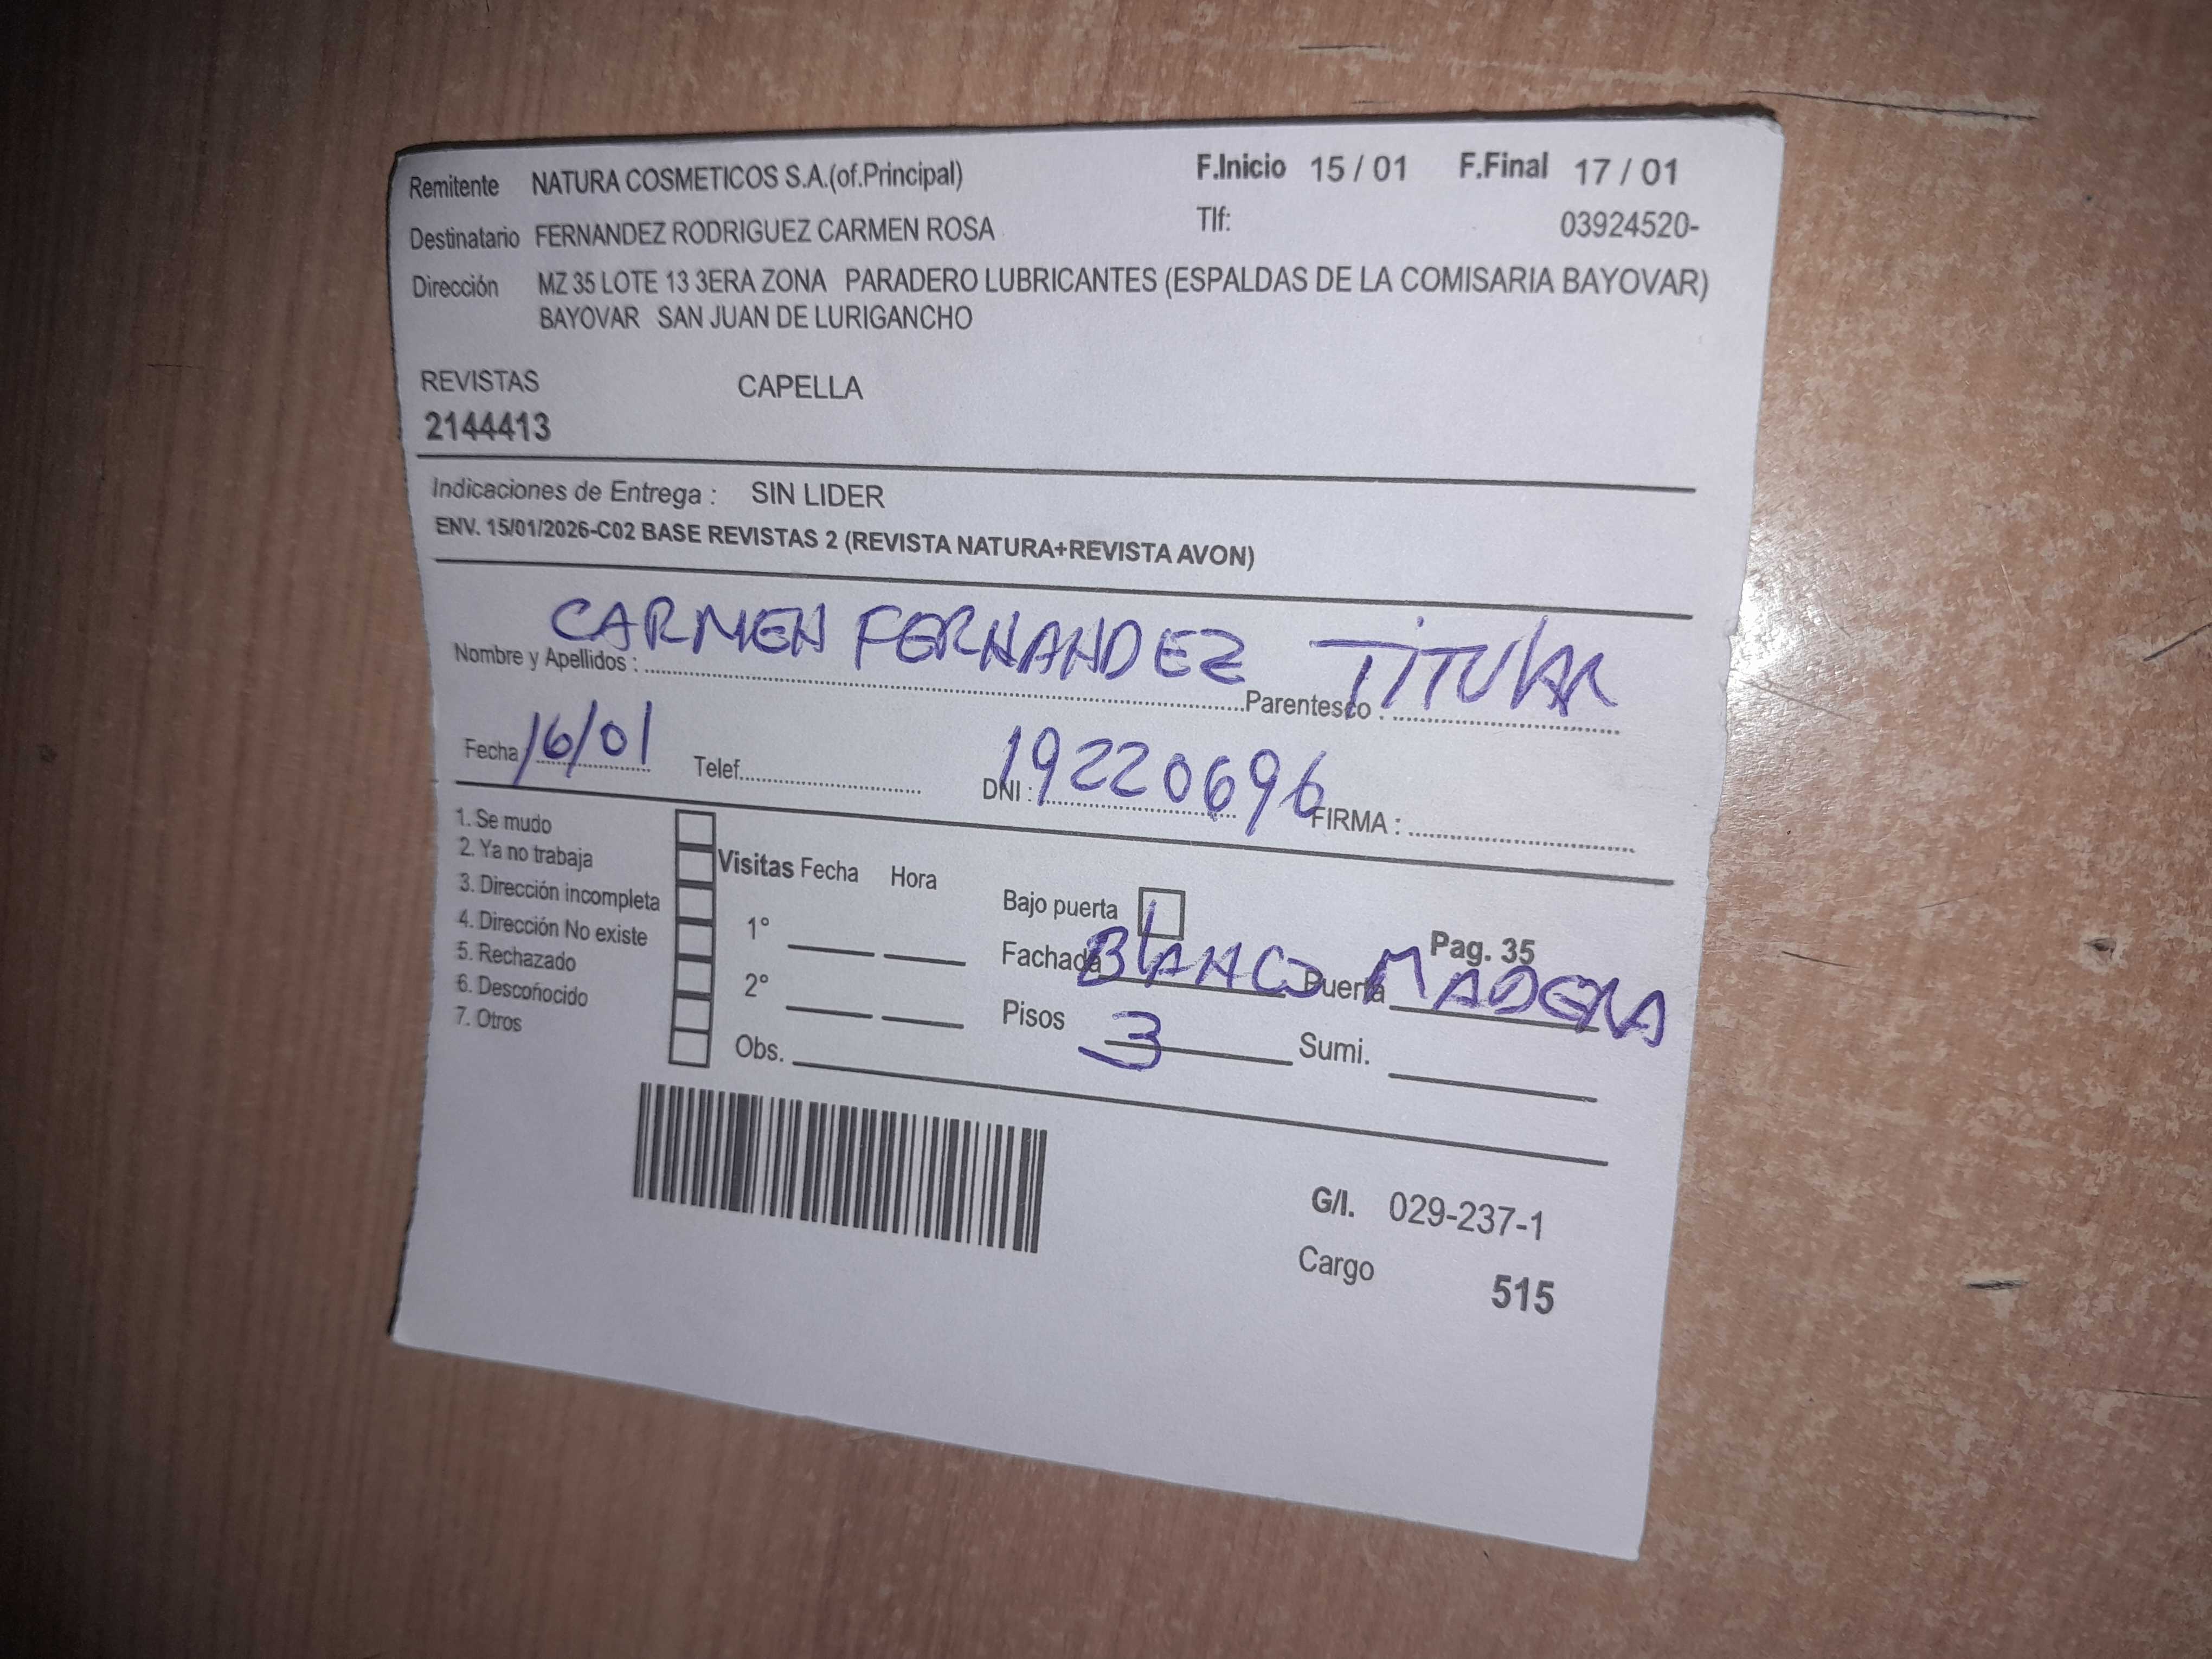 Remitente NATURA COSMETICOS S.A.(of.Principal) F.Inicio 15 / 01 F.Final 17 / 01
Destinatario FERNANDEZ RODRIGUEZ CARMEN ROSA Tlf: 03924520-
Dirección MZ 35 LOTE 13 3ERA ZONA PARADERO LUBRICANTES (ESPALDAS DE LA COMISARIA BAYOVAR)
BAYOVAR SAN JUAN DE LURIGANCHO
REVISTAS CAPELLA
2144413
Indicaciones de Entrega : SIN LIDER
ENV. 15/01/2026-C02 BASE REVISTAS 2 (REVISTA NATURA+REVISTA AVON)
Nombre y Apellidos : CARMEN FERNANDEZ Parentesco : TITULAR
Fecha 16/01 Telef. DNI : 19220696 FIRMA :
1. Se mudo
2. Ya no trabaja Visitas Fecha Hora
3. Dirección incompleta Bajo puerta
4. Dirección No existe 1° Fachada BLANCO Puerta MADERA Pag. 35
5. Rechazado
6. Desconocido 2° Pisos 3 Sumi.
7. Otros Obs.
G/I. 029-237-1
Cargo 515